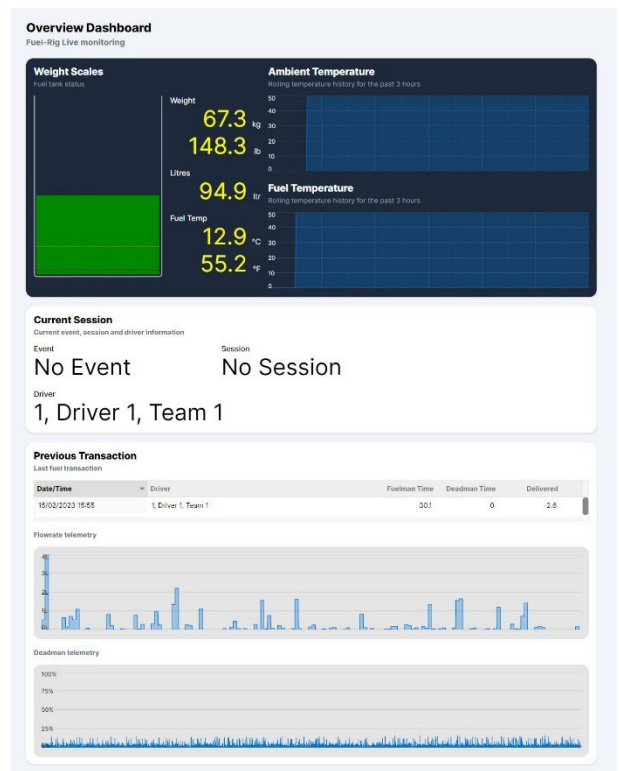 Overview Dashboard
Fuel-Rig Live monitoring
Weight Scales
Fuel tank status
Weight
67.3 kg
148.3 lb
Litres
94.9 ltr
Fuel Temp
12.9 °C
55.2 °F
Ambient Temperature
Rolling temperature history for the past 3 hours
50
40
30
20
10
0
Fuel Temperature
Rolling temperature history for the past 3 hours
50
40
30
20
10
0
Current Session
Current event, session and driver information
Event
No Event
Session
No Session
Driver
1, Driver 1, Team 1
Previous Transaction
Last fuel transaction
Date/Time Driver Fuelman Time Deadman Time Delivered
15/02/2023 15:55 1, Driver 1, Team 1 30.1 0 -2.6
Flowrate telemetry
4L
3L
2L
1L
0L
Deadman telemetry
100%
75%
50%
25%